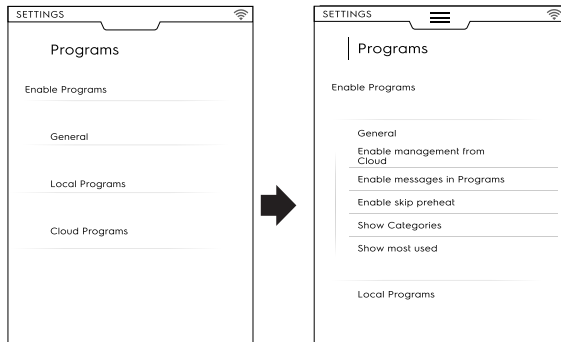 SETTINGS
Programs
Enable Programs
General
Local Programs
Cloud Programs
SETTINGS
Programs
Enable Programs
General
Enable management from
Cloud
Enable messages in Programs
Enable skip preheat
Show Categories
Show most used
Local Programs